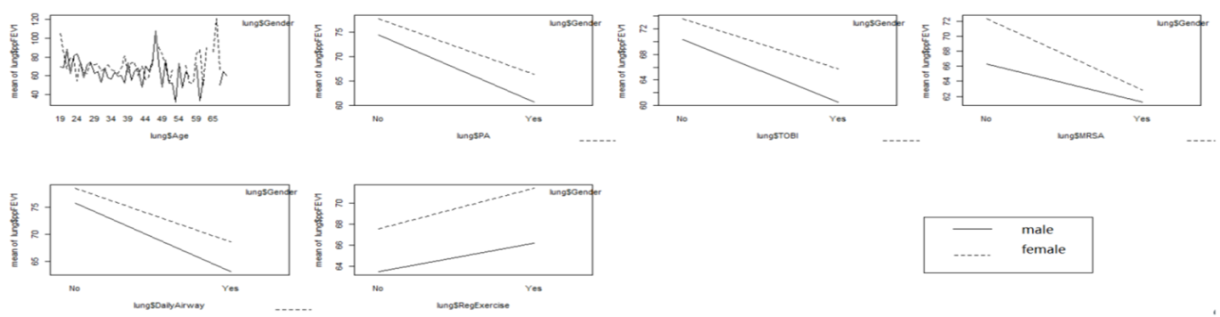 lung$Gender
mean of lung$ppFEV1
40 60 80 100 120
19 24 29 34 39 44 49 54 59 65
lung$Age
lung$Gender
mean of lung$ppFEV1
60 65 70 75
No Yes
lung$PA
lung$Gender
mean of lung$ppFEV1
60 64 68 72
No Yes
lung$TOBI
lung$Gender
mean of lung$ppFEV1
62 64 66 68 70 72
No Yes
lung$MRSA
lung$Gender
mean of lung$ppFEV1
65 70 75
No Yes
lung$DailyAirway
lung$Gender
mean of lung$ppFEV1
64 66 68 70
No Yes
lung$RegExercise
male
female